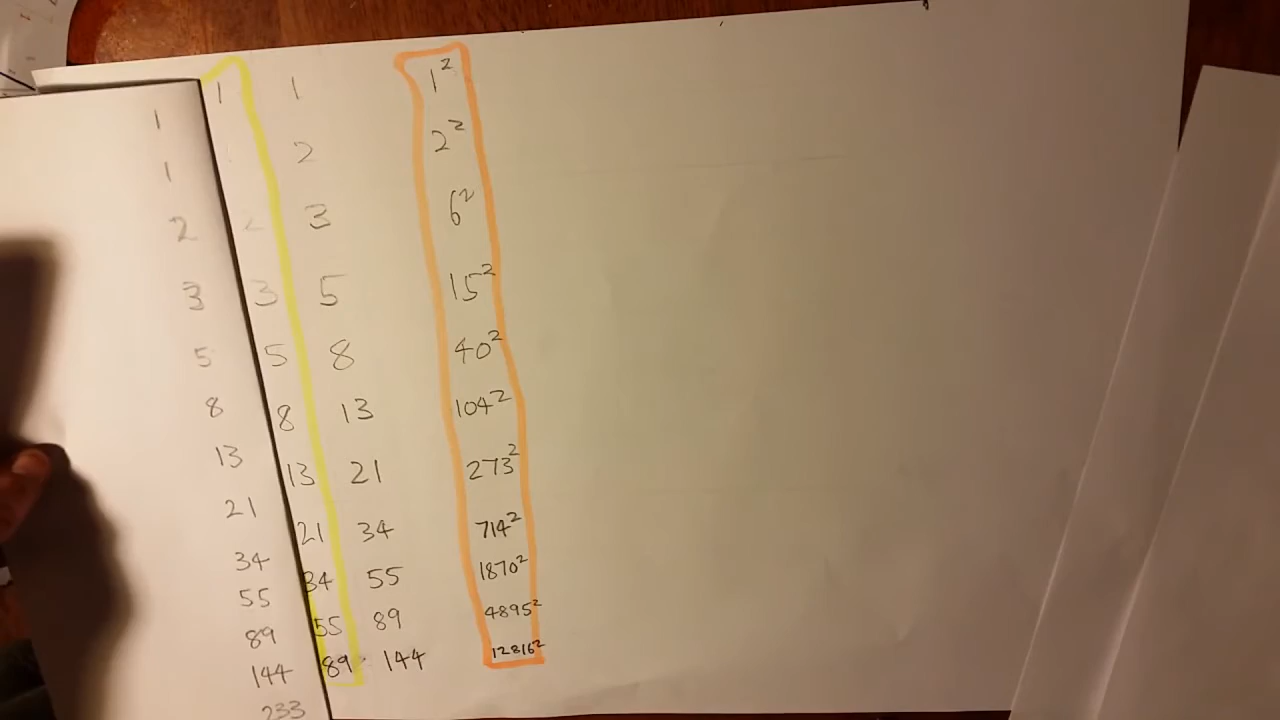 1 1 1²
1 2 2²
1 2 3 6²
2 3 5 15²
3 5 8 40²
5 8 13 104²
8 13 21 273²
13 21 34 714²
21 34 55 1870²
34 55 89 4895²
55 89 144 12816²
89
144
233